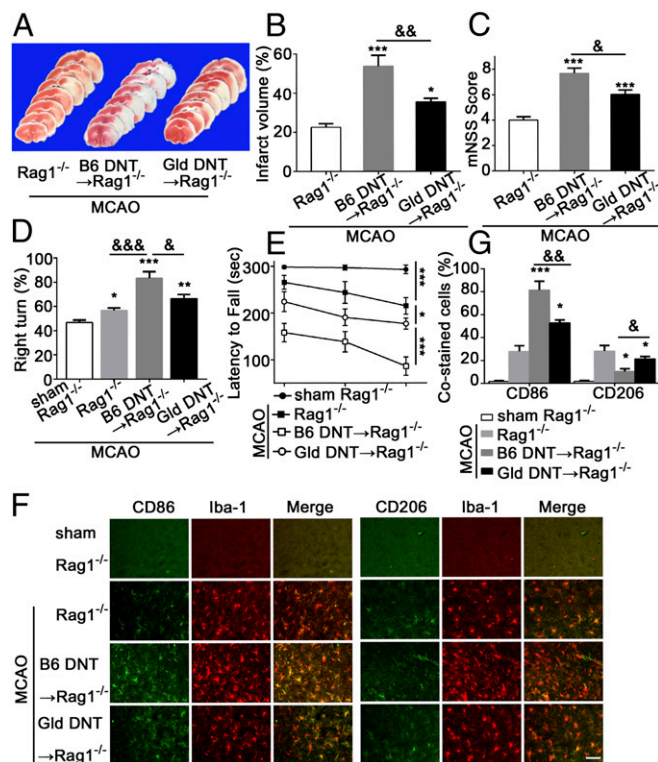 A
Rag1-/-
B6 DNT
→Rag1-/-
Gld DNT
→Rag1-/-
MCAO
B
Infarct volume (%)
60
40
20
0
***
&&
*
Rag1-/-
B6 DNT
→Rag1-/-
Gld DNT
→Rag1-/-
MCAO
C
mNSS Score
8
6
4
2
0
***
&
***
Rag1-/-
B6 DNT
→Rag1-/-
Gld DNT
→Rag1-/-
MCAO
D
Right turn (%)
100
80
60
40
20
0
&&&
&
*
***
**
sham
Rag1-/-
Rag1-/-
B6 DNT
→Rag1-/-
Gld DNT
→Rag1-/-
MCAO
E
Latency to Fall (sec)
300
200
100
***
*
***
sham Rag1-/-
MCAO
Rag1-/-
B6 DNT→Rag1-/-
Gld DNT→Rag1-/-
G
Co-stained cells(%)
100
80
60
40
20
0
&&
***
*
&
*
*
CD86
CD206
sham Rag1-/-
MCAO
Rag1-/-
B6 DNT→Rag1-/-
Gld DNT→Rag1-/-
F
CD86 Iba-1 Merge CD206 Iba-1 Merge
sham
Rag1-/-
MCAO
Rag1-/-
B6 DNT
→Rag1-/-
Gld DNT
→Rag1-/-